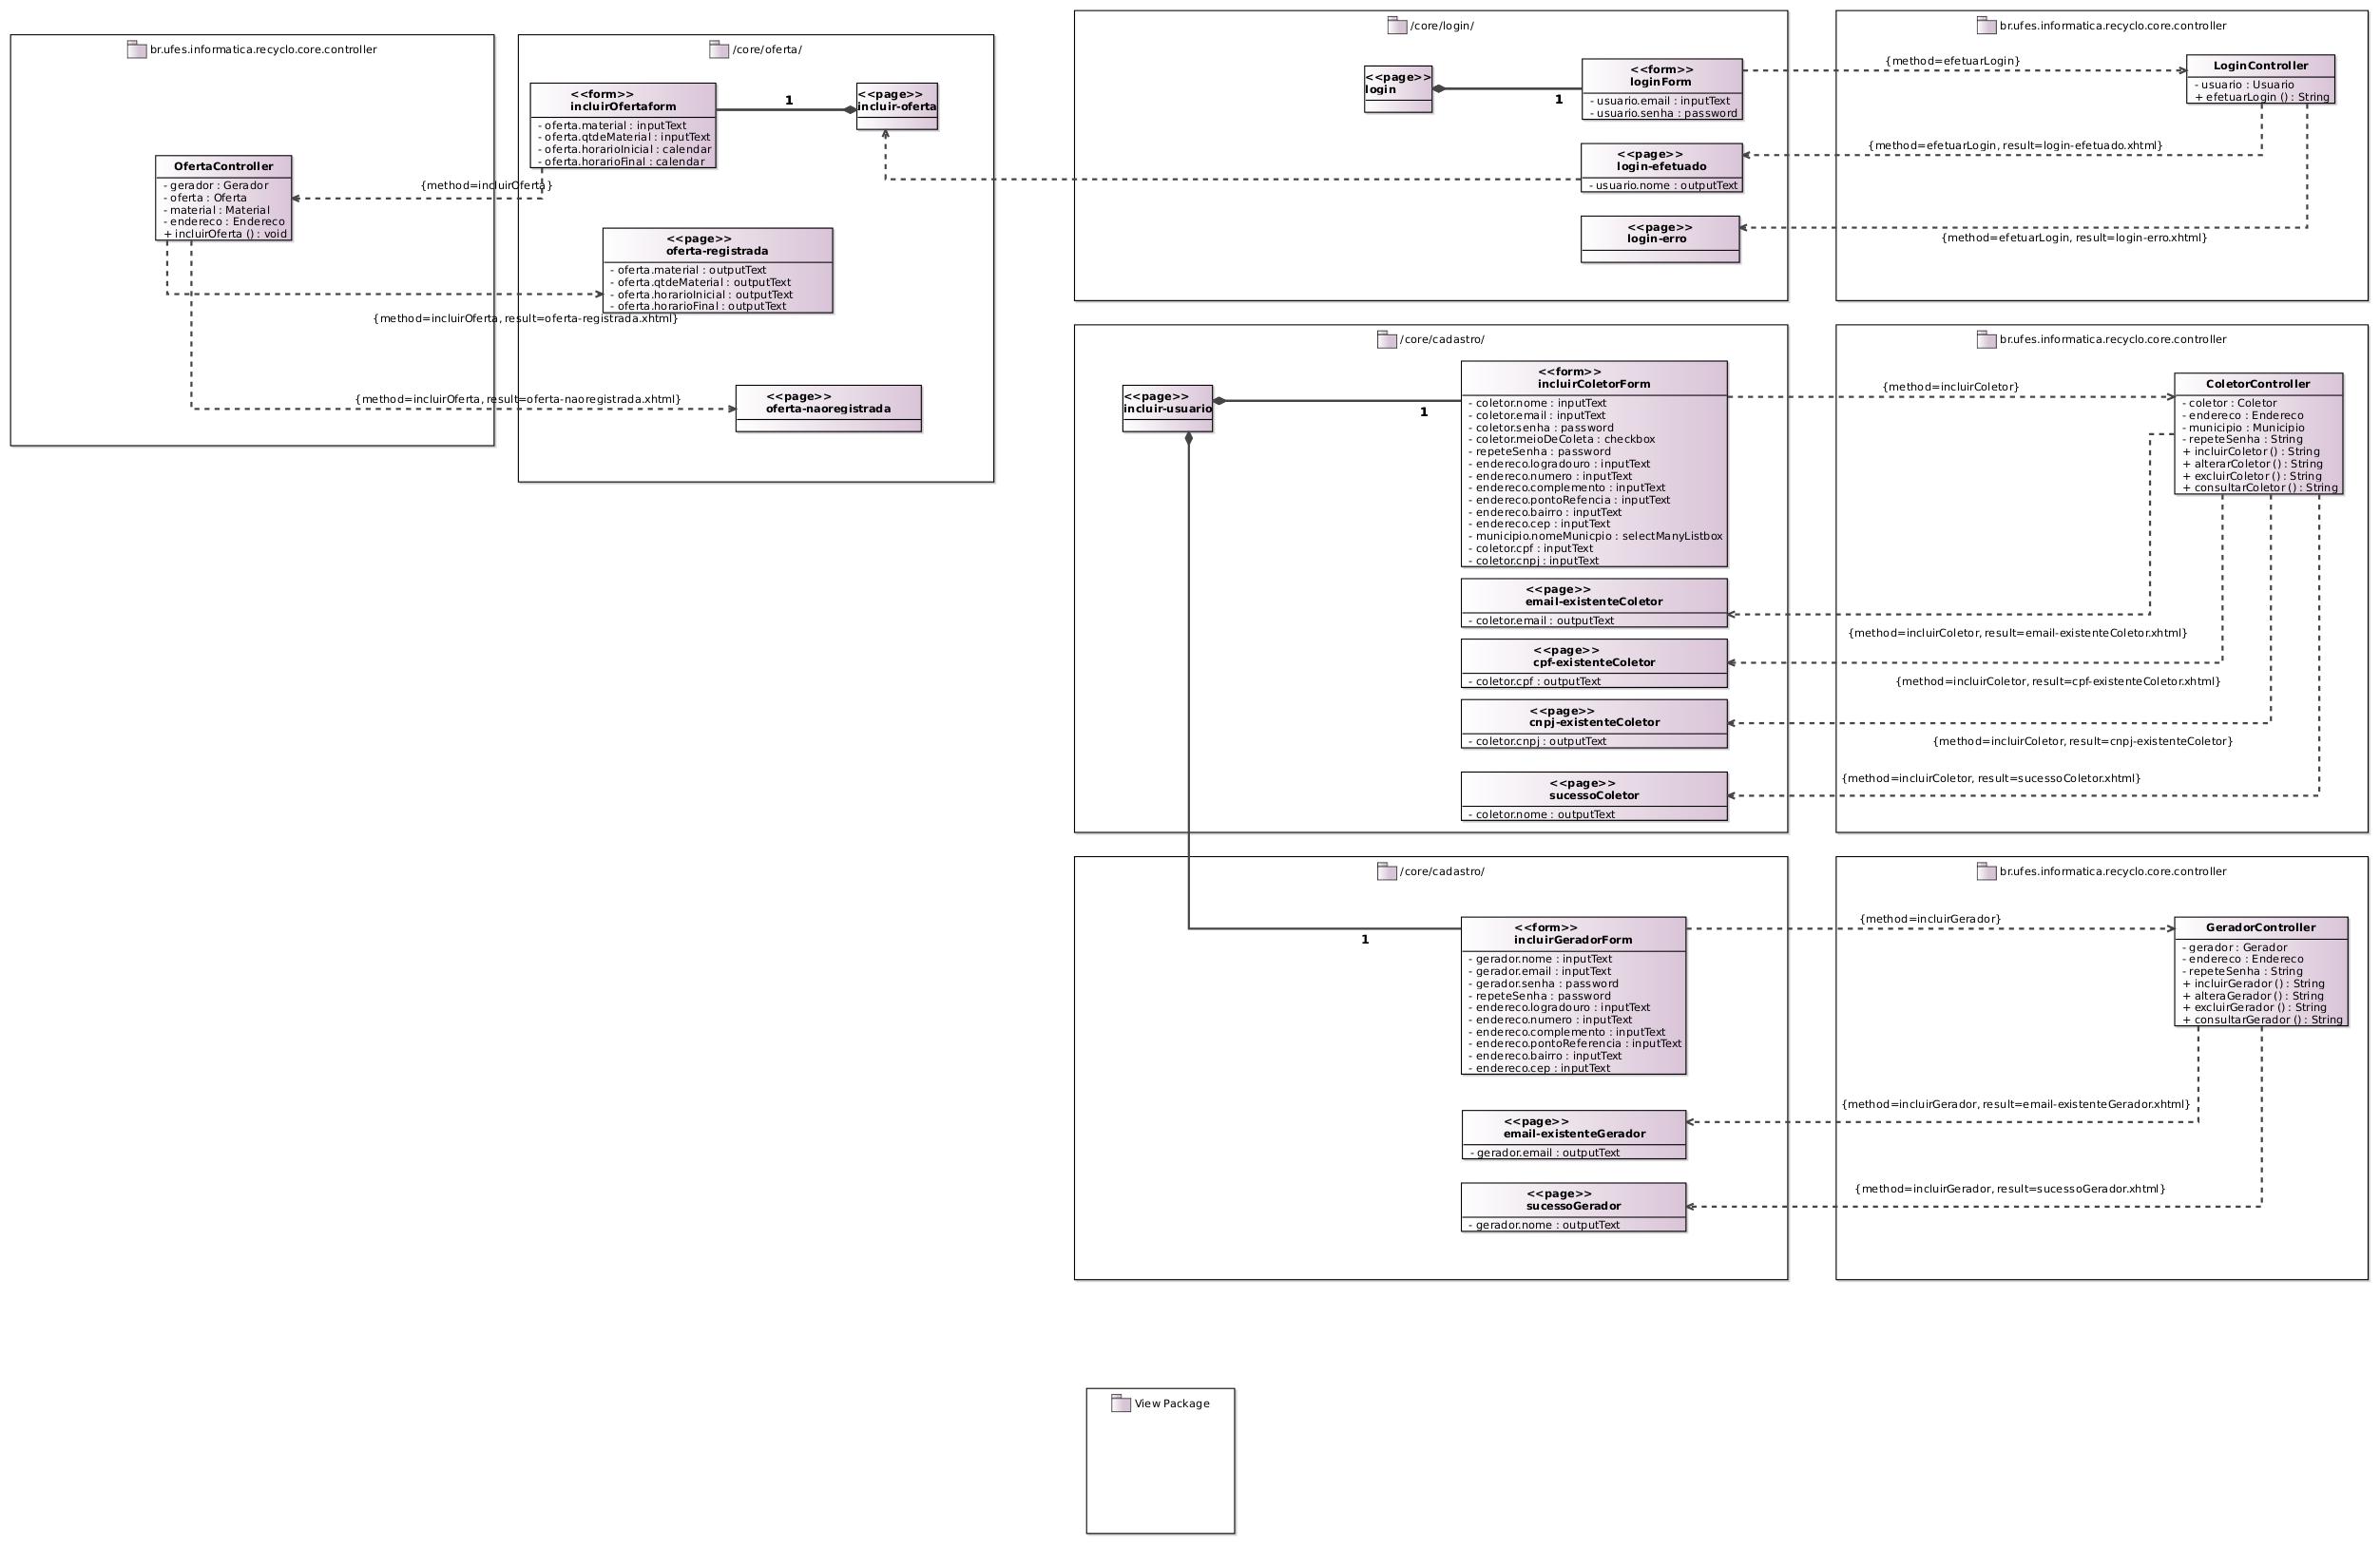 br.ufes.informatica.recyclo.core.controller
OfertaController
- gerador : Gerador
- oferta : Oferta
- material : Material
- endereco : Endereco
+ incluirOferta () : void
/core/oferta/
<<form>>
incluirOfertaform
- oferta.material : inputText
- oferta.qtdeMaterial : inputText
- oferta.horarioInicial : calendar
- oferta.horarioFinal : calendar
1
<<page>>
incluir-oferta
{method=incluirOferta}
<<page>>
oferta-registrada
- oferta.material : outputText
- oferta.qtdeMaterial : outputText
- oferta.horarioInicial : outputText
- oferta.horarioFinal : outputText
{method=incluirOferta, result=oferta-registrada.xhtml}
{method=incluirOferta, result=oferta-naoregistrada.xhtml}
<<page>>
oferta-naoregistrada
/core/login/
<<page>>
login
1
<<form>>
loginForm
- usuario.email : inputText
- usuario.senha : password
<<page>>
login-efetuado
- usuario.nome : outputText
<<page>>
login-erro
br.ufes.informatica.recyclo.core.controller
{method=efetuarLogin}
LoginController
- usuario : Usuario
+ efetuarLogin () : String
{method=efetuarLogin, result=login-efetuado.xhtml}
{method=efetuarLogin, result=login-erro.xhtml}
/core/cadastro/
<<page>>
incluir-usuario
1
<<form>>
incluirColetorForm
- coletor.nome : inputText
- coletor.email : inputText
- coletor.senha : password
- coletor.meioDeColeta : checkbox
- repeteSenha : password
- endereco.logradouro : inputText
- endereco.numero : inputText
- endereco.complemento : inputText
- endereco.pontoRefencia : inputText
- endereco.bairro : inputText
- endereco.cep : inputText
- municipio.nomeMunicpio : selectManyListbox
- coletor.cpf : inputText
- coletor.cnpj : inputText
<<page>>
email-existenteColetor
- coletor.email : outputText
<<page>>
cpf-existenteColetor
- coletor.cpf : outputText
<<page>>
cnpj-existenteColetor
- coletor.cnpj : outputText
<<page>>
sucessoColetor
- coletor.nome : outputText
br.ufes.informatica.recyclo.core.controller
{method=incluirColetor}
ColetorController
- coletor : Coletor
- endereco : Endereco
- municipio : Municipio
- repeteSenha : String
+ incluirColetor () : String
+ alterarColetor () : String
+ excluirColetor () : String
+ consultarColetor () : String
{method=incluirColetor, result=email-existenteColetor.xhtml}
{method=incluirColetor, result=cpf-existenteColetor.xhtml}
{method=incluirColetor, result=cnpj-existenteColetor}
{method=incluirColetor, result=sucessoColetor.xhtml}
/core/cadastro/
1
<<form>>
incluirGeradorForm
- gerador.nome : inputText
- gerador.email : inputText
- gerador.senha : password
- repeteSenha : password
- endereco.logradouro : inputText
- endereco.numero : inputText
- endereco.complemento : inputText
- endereco.pontoReferencia : inputText
- endereco.bairro : inputText
- endereco.cep : inputText
<<page>>
email-existenteGerador
- gerador.email : outputText
<<page>>
sucessoGerador
- gerador.nome : outputText
br.ufes.informatica.recyclo.core.controller
{method=incluirGerador}
GeradorController
- gerador : Gerador
- endereco : Endereco
- repeteSenha : String
+ incluirGerador () : String
+ alteraGerador () : String
+ excluirGerador () : String
+ consultarGerador () : String
{method=incluirGerador, result=email-existenteGerador.xhtml}
{method=incluirGerador, result=sucessoGerador.xhtml}
View Package